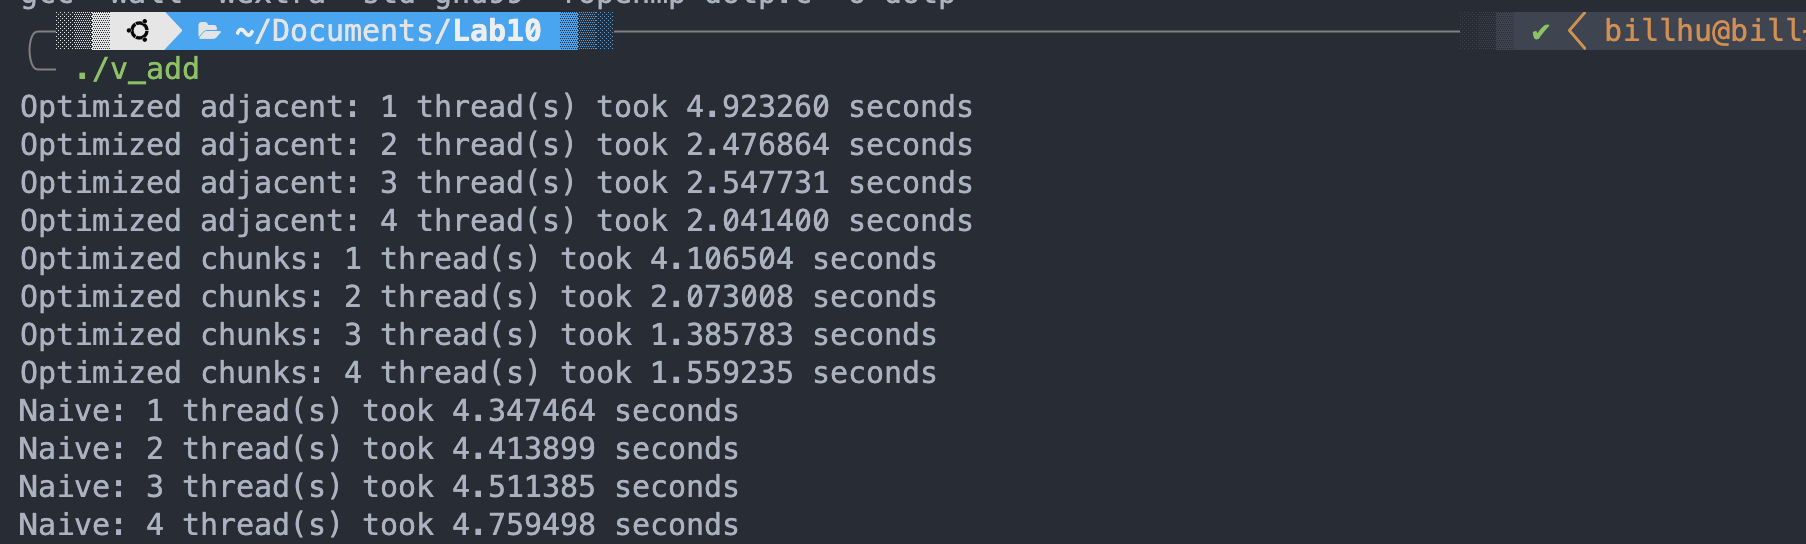 ~/Documents/Lab10 ✔ billhu@bill
./v_add
Optimized adjacent: 1 thread(s) took 4.923260 seconds
Optimized adjacent: 2 thread(s) took 2.476864 seconds
Optimized adjacent: 3 thread(s) took 2.547731 seconds
Optimized adjacent: 4 thread(s) took 2.041400 seconds
Optimized chunks: 1 thread(s) took 4.106504 seconds
Optimized chunks: 2 thread(s) took 2.073008 seconds
Optimized chunks: 3 thread(s) took 1.385783 seconds
Optimized chunks: 4 thread(s) took 1.559235 seconds
Naive: 1 thread(s) took 4.347464 seconds
Naive: 2 thread(s) took 4.413899 seconds
Naive: 3 thread(s) took 4.511385 seconds
Naive: 4 thread(s) took 4.759498 seconds